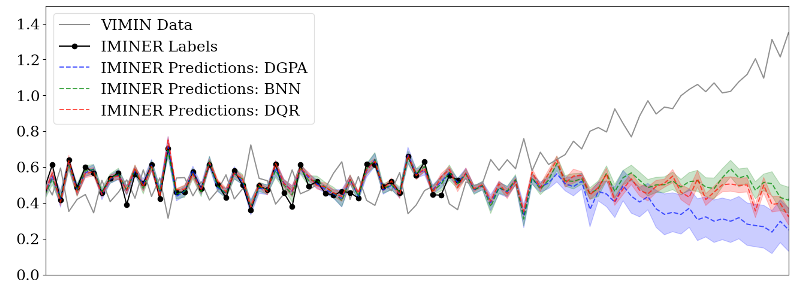 1.4
1.2
1.0
0.8
0.6
0.4
0.2
0.0
VIMIN Data
IMINER Labels
IMINER Predictions: DGPA
IMINER Predictions: BNN
IMINER Predictions: DQR